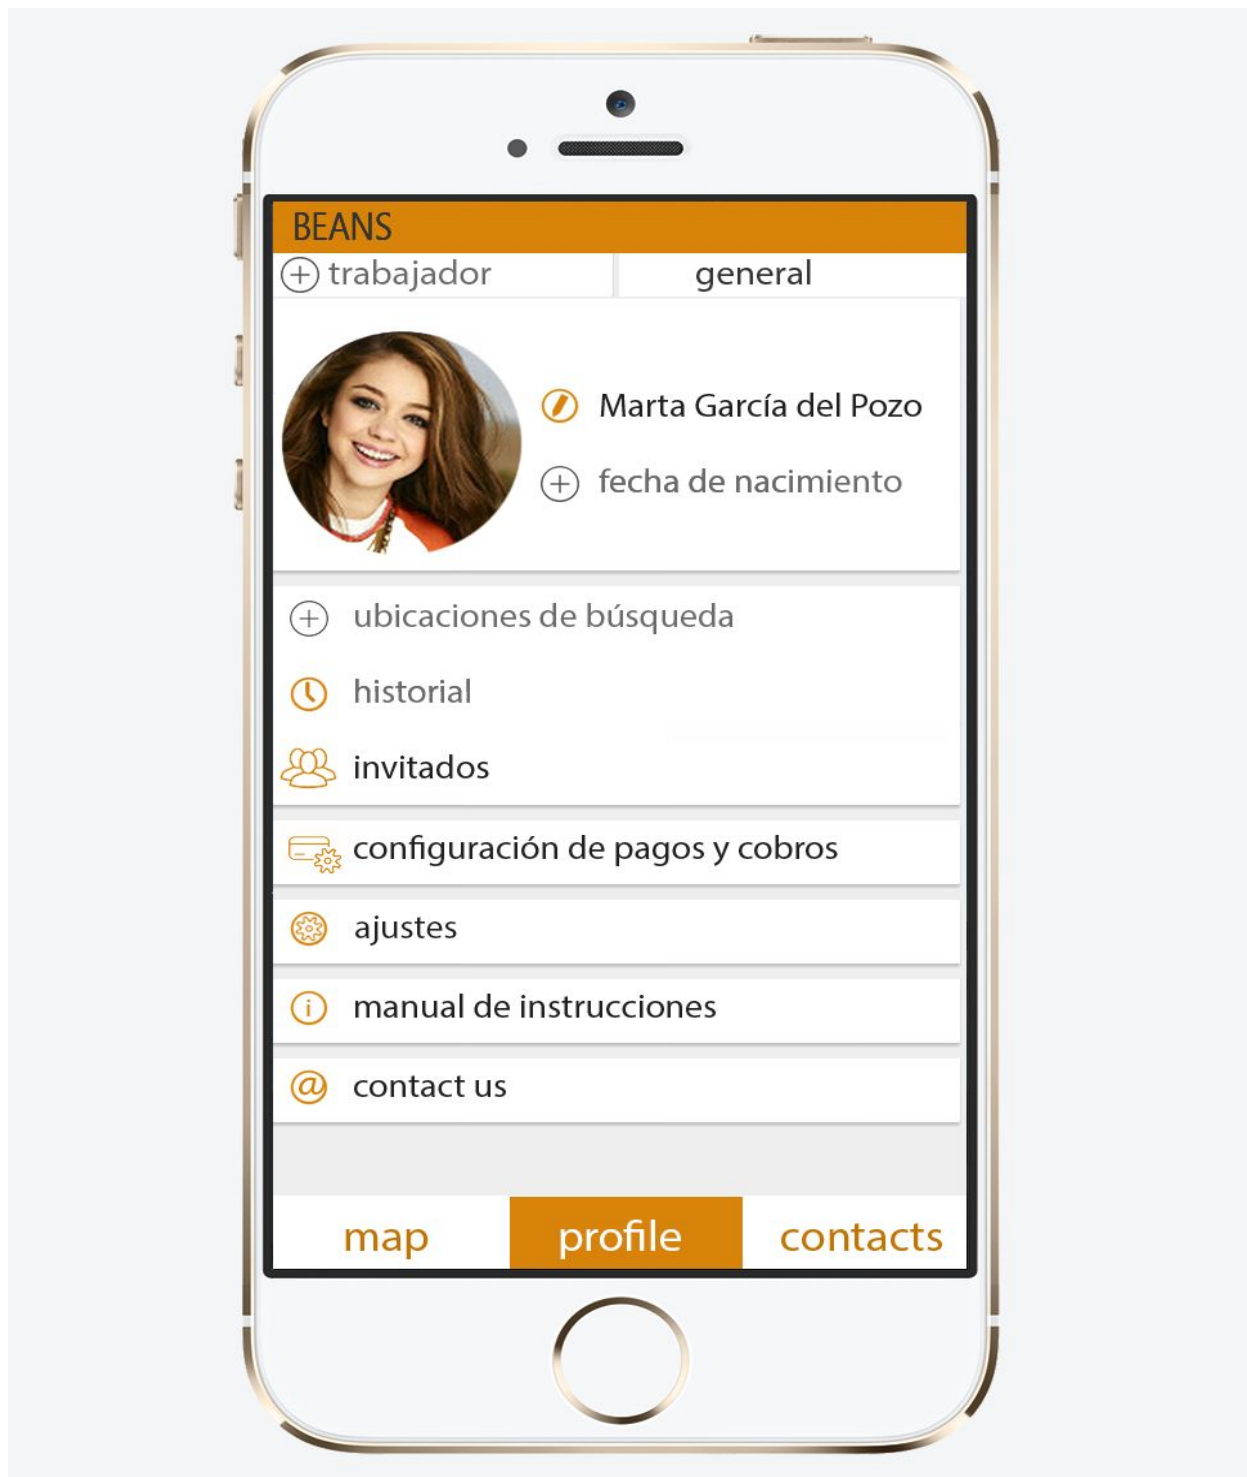 BEANS
trabajador general
Marta García del Pozo
fecha de nacimiento
ubicaciones de búsqueda
historial
invitados
configuración de pagos y cobros
ajustes
manual de instrucciones
contact us
map profile contacts